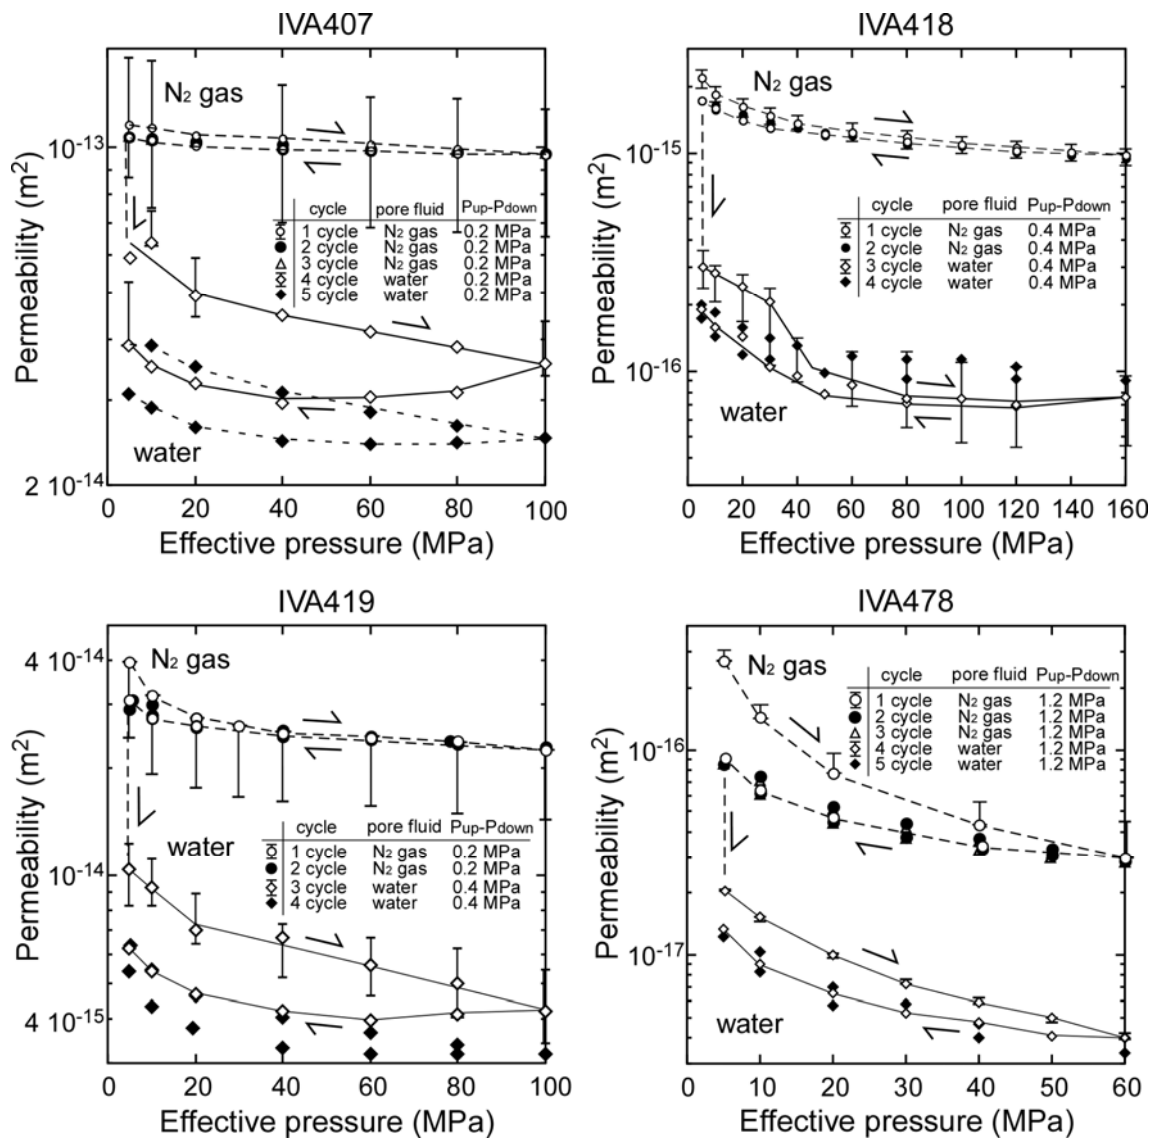 IVA407
10-13
2 10-14
Permeability (m2)
N2 gas
water
cycle pore fluid Pup-Pdown
1 cycle N2 gas 0.2 MPa
2 cycle N2 gas 0.2 MPa
3 cycle N2 gas 0.2 MPa
4 cycle water 0.2 MPa
5 cycle water 0.2 MPa
0 20 40 60 80 100
Effective pressure (MPa)
IVA418
10-15
10-16
Permeability (m2)
N2 gas
water
cycle pore fluid Pup-Pdown
1 cycle N2 gas 0.4 MPa
2 cycle N2 gas 0.4 MPa
3 cycle water 0.4 MPa
4 cycle water 0.4 MPa
0 20 40 60 80 100 120 140 160
Effective pressure (MPa)
IVA419
4 10-14
10-14
4 10-15
Permeability (m2)
N2 gas
water
cycle pore fluid Pup-Pdown
1 cycle N2 gas 0.2 MPa
2 cycle N2 gas 0.2 MPa
3 cycle water 0.4 MPa
4 cycle water 0.4 MPa
0 20 40 60 80 100
Effective pressure (MPa)
IVA478
10-16
10-17
Permeability (m2)
N2 gas
water
cycle pore fluid Pup-Pdown
1 cycle N2 gas 1.2 MPa
2 cycle N2 gas 1.2 MPa
3 cycle N2 gas 1.2 MPa
4 cycle water 1.2 MPa
5 cycle water 1.2 MPa
0 10 20 30 40 50 60
Effective pressure (MPa)